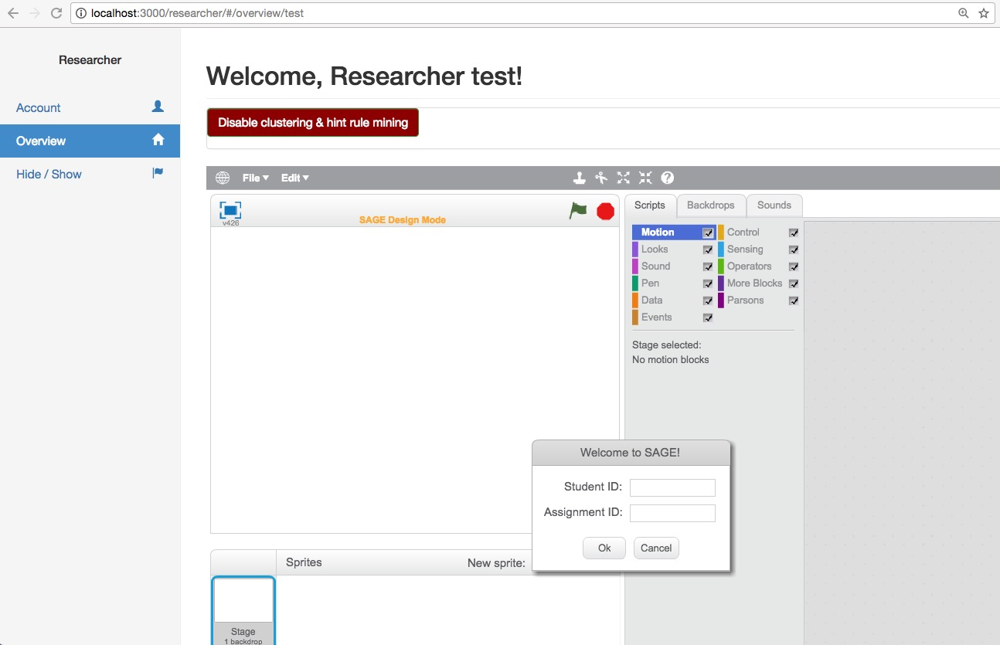 localhost:3000/researcher/#/overview/test
Researcher
Account
Overview
Hide / Show
Welcome, Researcher test!
Disable clustering & hint rule mining
File Edit
v426
SAGE Design Mode
Scripts Backdrops Sounds
Motion Control
Looks Sensing
Sound Operators
Pen More Blocks
Data Parsons
Events
Stage selected:
No motion blocks
Welcome to SAGE!
Student ID:
Assignment ID:
Ok Cancel
Sprites New sprite:
Stage
1 backdrop